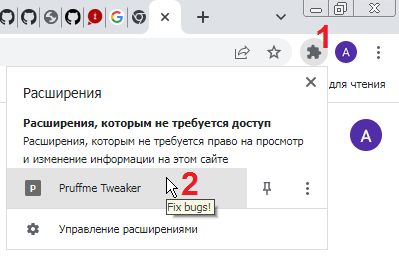 1
A
для чтения
Расширения
Расширения, которым не требуется доступ
Расширения, которым не требуется право на просмотр
и изменение информации на этом сайте
A
P Pruffme Tweaker
2
Fix bugs!
Управление расширениями